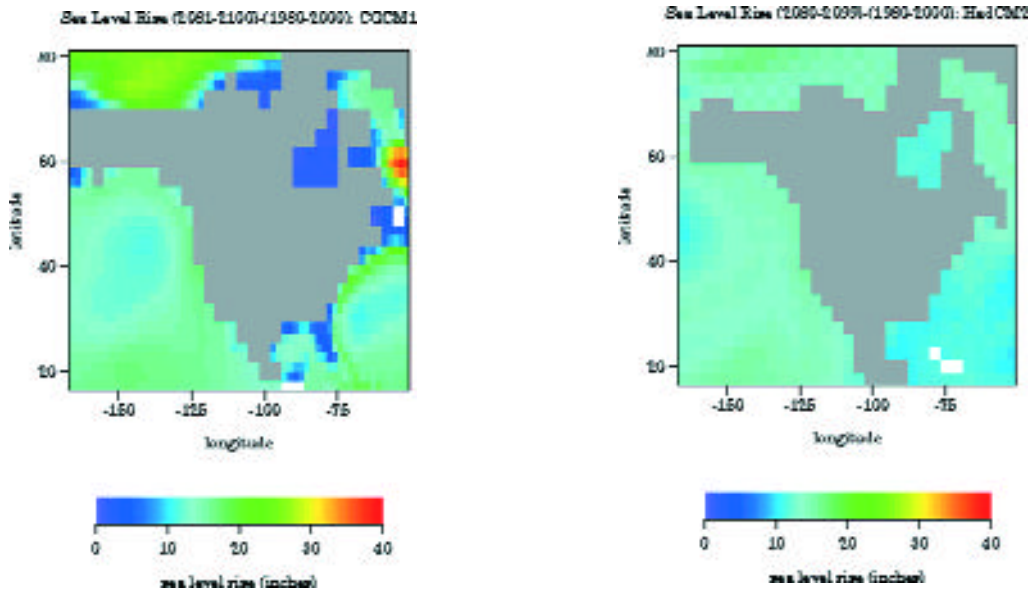 Sea Level Rise (2081-2100)-(1980-2000): CGCM1
80
60
40
20
-150 -125 -100 -75
longitude
0 10 20 30 40
sea level rise (inches)
Sea Level Rise (2080-2099)-(1980-2000): HadCM2
80
60
40
20
-150 -125 -100 -75
longitude
0 10 20 30 40
sea level rise (inches)